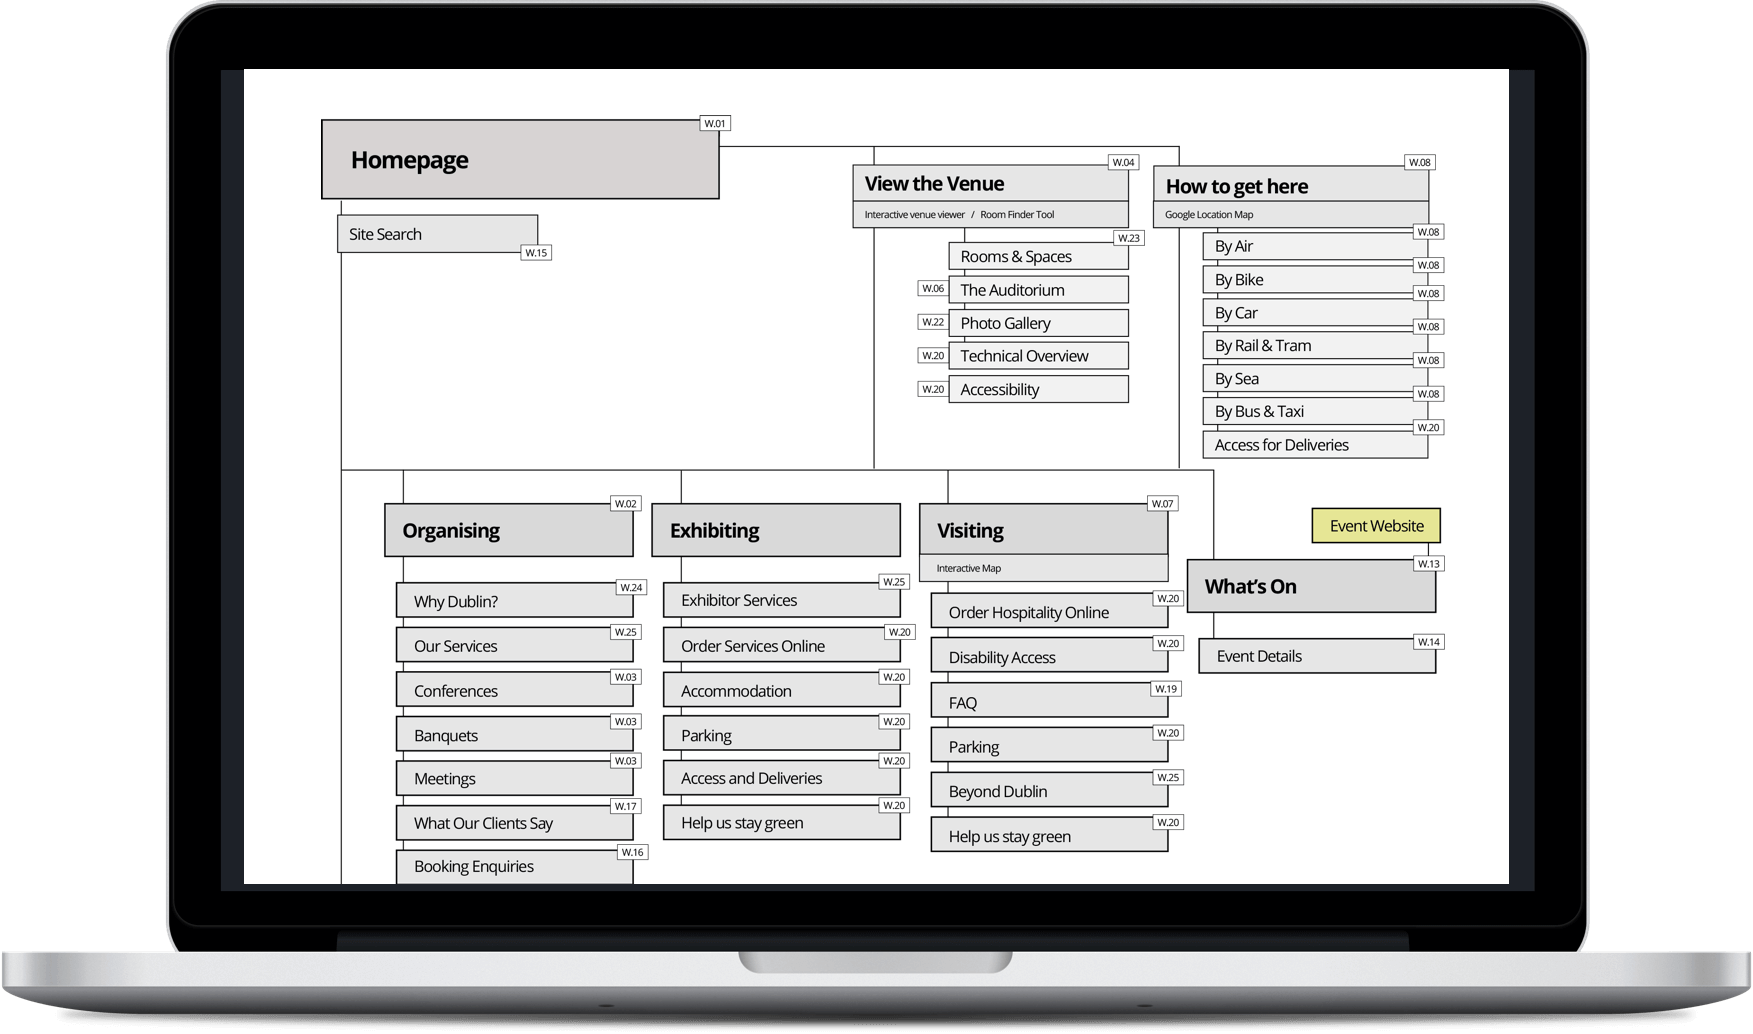 Homepage
W.01
Site Search
W.15
View the Venue
W.04
Interactive venue viewer / Room Finder Tool
Rooms & Spaces
W.23
W.06
The Auditorium
W.22
Photo Gallery
W.20
Technical Overview
W.20
Accessibility
How to get here
W.08
Google Location Map
By Air
W.08
By Bike
W.08
By Car
W.08
By Rail & Tram
W.08
By Sea
W.08
By Bus & Taxi
W.08
Access for Deliveries
W.20
Organising
W.02
Why Dublin?
W.24
Our Services
W.25
Conferences
W.03
Banquets
W.03
Meetings
W.03
What Our Clients Say
W.17
Booking Enquiries
W.16
Exhibiting
Exhibitor Services
W.25
Order Services Online
W.20
Accommodation
W.20
Parking
W.20
Access and Deliveries
W.20
Help us stay green
W.20
Visiting
W.07
Interactive Map
Order Hospitality Online
W.20
Disability Access
W.20
FAQ
W.19
Parking
W.20
Beyond Dublin
W.25
Help us stay green
W.20
Event Website
What's On
W.13
Event Details
W.14